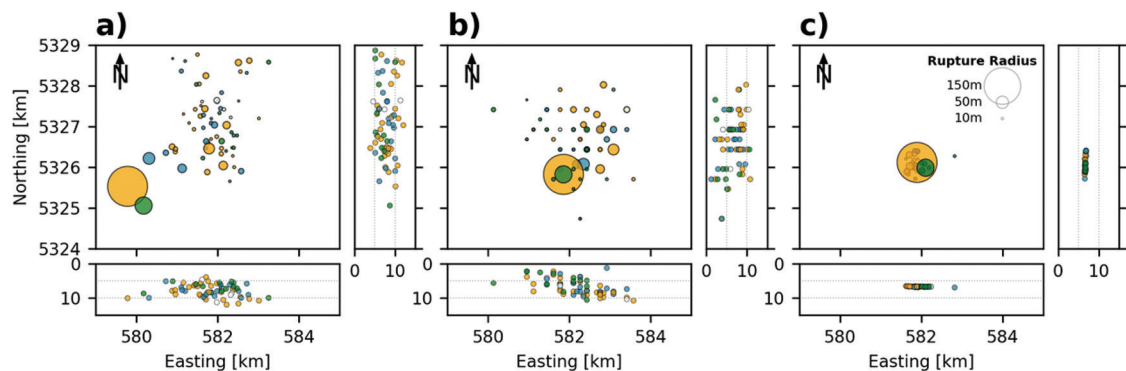 a)
b)
c)
5329
5328
5327
5326
5325
5324
Northing [km]
N
N
N
Rupture Radius
150m
50m
10m
0 10
0 10
0 10
0
10
0
10
0
10
580 582 584
580 582 584
580 582 584
Easting [km]
Easting [km]
Easting [km]